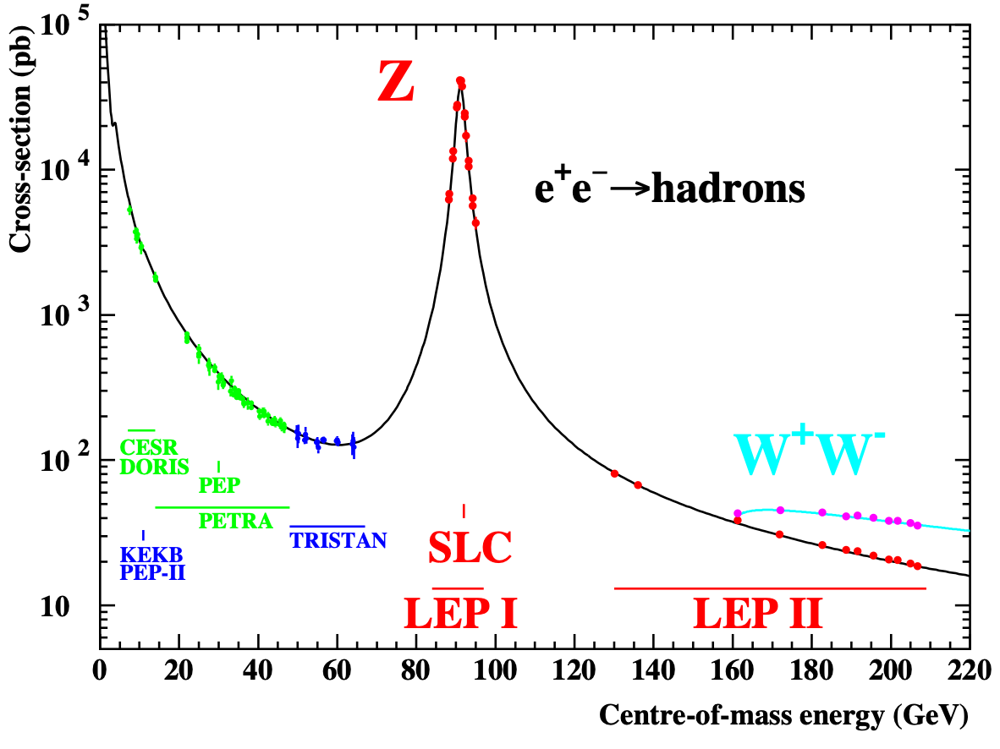 Cross-section (pb)
10 5
10 4
10 3
10 2
10
Z
e+e−→hadrons
W+W-
CESR
DORIS
PEP
PETRA
KEKB
PEP-II
TRISTAN
SLC
LEP I
LEP II
0 20 40 60 80 100 120 140 160 180 200 220
Centre-of-mass energy (GeV)